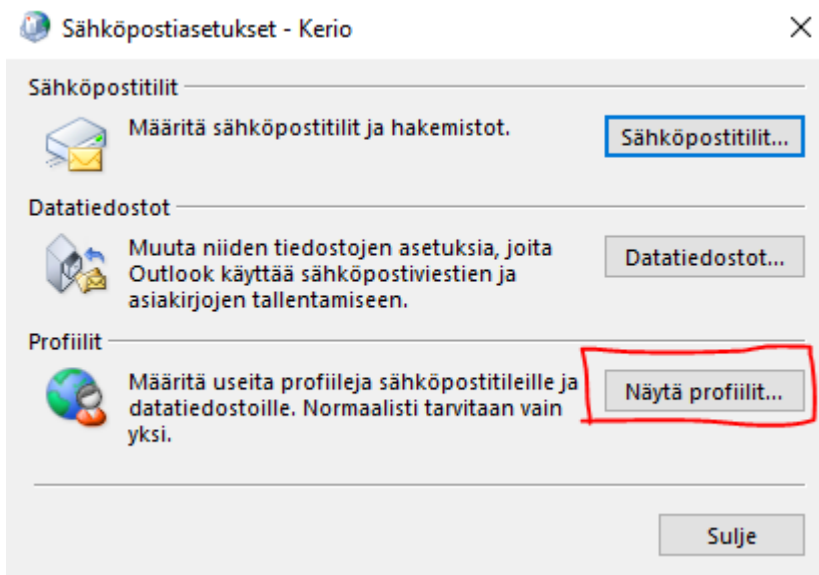 Sähköpostiasetukset - Kerio
Sähköpostitilit
Määritä sähköpostitilit ja hakemistot.
Sähköpostitilit...
Datatiedostot
Muuta niiden tiedostojen asetuksia, joita
Outlook käyttää sähköpostiviestien ja
asiakirjojen tallentamiseen.
Datatiedostot...
Profiilit
Määritä useita profiileja sähköpostitileille ja
datatiedostoille. Normaalisti tarvitaan vain
yksi.
Näytä profiilit...
Sulje